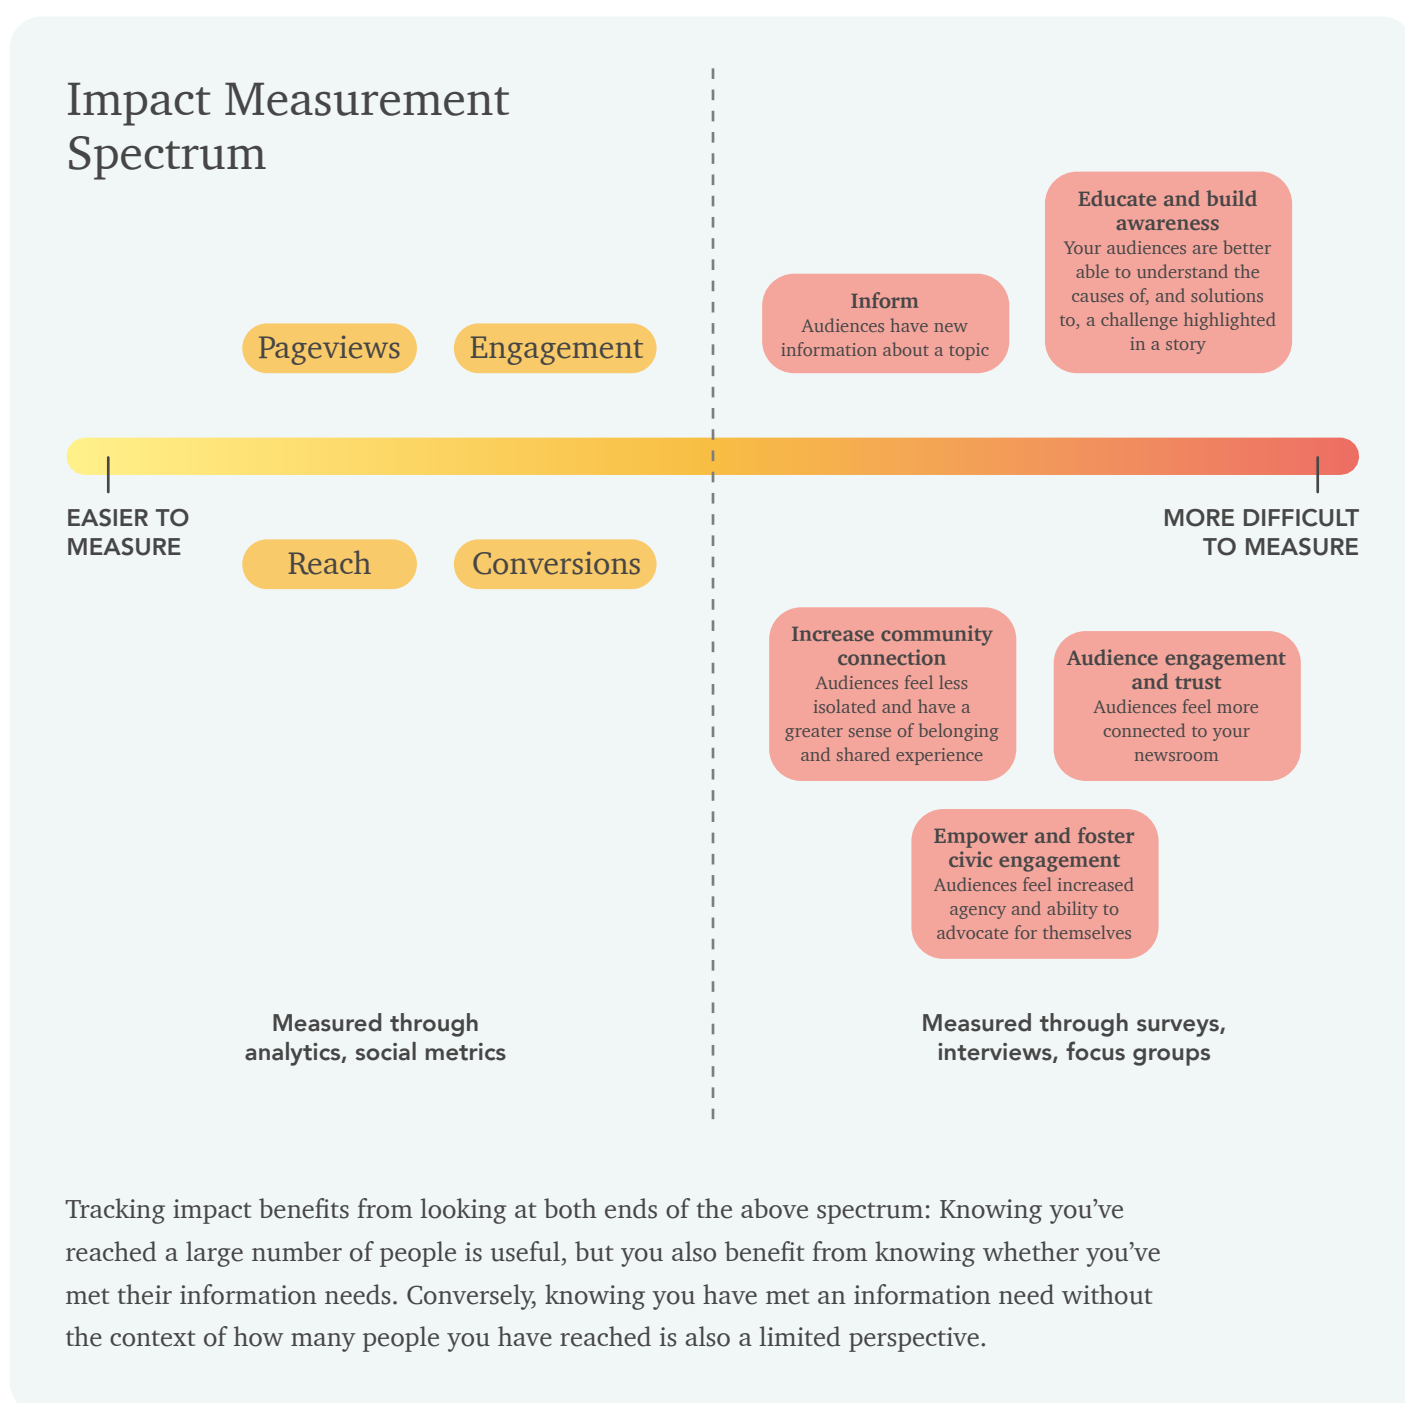 Impact Measurement
Spectrum
Pageviews
Engagement
Inform
Audiences have new
information about a topic
Educate and build
awareness
Your audiences are better
able to understand the
causes of, and solutions
to, a challenge highlighted
in a story
EASIER TO
MEASURE
MORE DIFFICULT
TO MEASURE
Reach
Conversions
Increase community
connection
Audiences feel less
isolated and have a
greater sense of belonging
and shared experience
Audience engagement
and trust
Audiences feel more
connected to your
newsroom
Empower and foster
civic engagement
Audiences feel increased
agency and ability to
advocate for themselves
Measured through
analytics, social metrics
Measured through surveys,
interviews, focus groups
Tracking impact benefits from looking at both ends of the above spectrum: Knowing you’ve
reached a large number of people is useful, but you also benefit from knowing whether you’ve
met their information needs. Conversely, knowing you have met an information need without
the context of how many people you have reached is also a limited perspective.